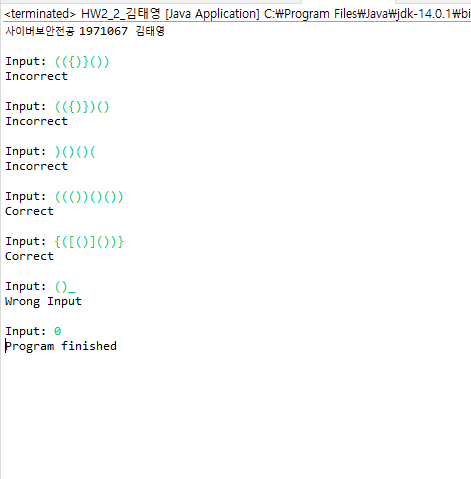 <terminated> HW2_2_김태영 [Java Application] C:₩Program Files₩Java₩jdk-14.0.1₩bi
사이버보안전공 1971067 김태영
Input: (({)}())
Incorrect
Input: (({)})()
Incorrect
Input: )()()(
Incorrect
Input: ((())()())
Correct
Input: {([()]())}
Correct
Input: ()_
Wrong Input
Input: 0
Program finished